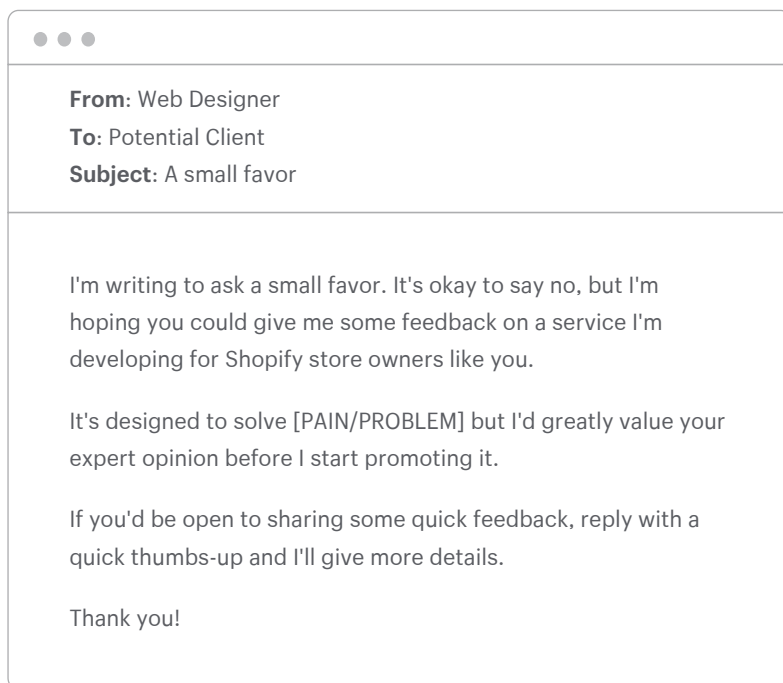 From: Web Designer
To: Potential Client
Subject: A small favor
I'm writing to ask a small favor. It's okay to say no, but I'm
hoping you could give me some feedback on a service I'm
developing for Shopify store owners like you.
It's designed to solve [PAIN/PROBLEM] but I'd greatly value your
expert opinion before I start promoting it.
If you'd be open to sharing some quick feedback, reply with a
quick thumbs-up and I'll give more details.
Thank you!